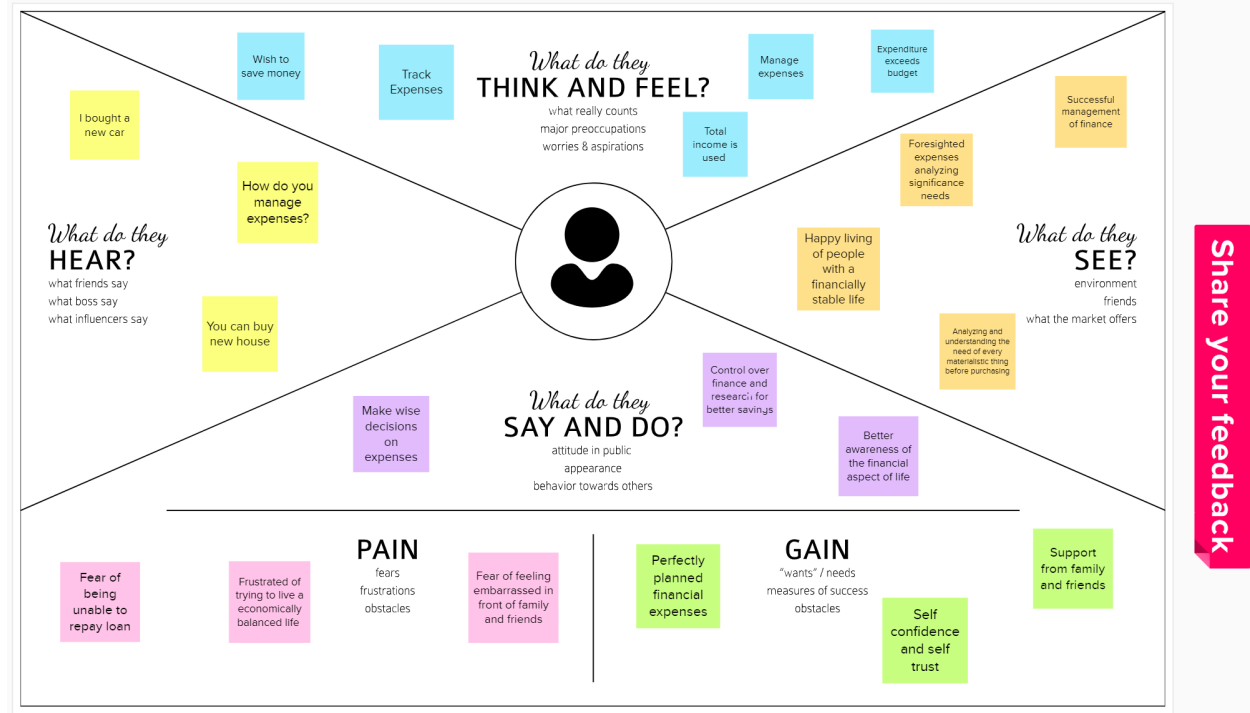 Wish to
save money
Track
Expenses
What do they
THINK AND FEEL?
what really counts
major preoccupations
worries & aspirations
Manage
expenses
Expenditure
exceeds
budget
Total
income is
used
I bought a
new car
How do you
manage
expenses?
What do they
HEAR?
what friends say
what boss say
what influencers say
You can buy
new house
Successful
management
of finance
Foresighted
expenses
analyzing
significance
needs
Happy living
of people
with a
financially
stable life
What do they
SEE?
environment
friends
what the market offers
Analyzing and
understanding the
need of every
materialistic thing
before purchasing
Make wise
decisions
on
expenses
What do they
SAY AND DO?
attitude in public
appearance
behavior towards others
Control over
finance and
research for
better savings
Better
awareness of
the financial
aspect of life
Fear of
being
unable to
repay loan
Frustrated of
trying to live a
economically
balanced life
PAIN
fears
frustrations
obstacles
Fear of feeling
embarrassed in
front of family
and friends
Perfectly
planned
financial
expenses
GAIN
"wants" / needs
measures of success
obstacles
Self
confidence
and self
trust
Support
from family
and friends
Share your feedback